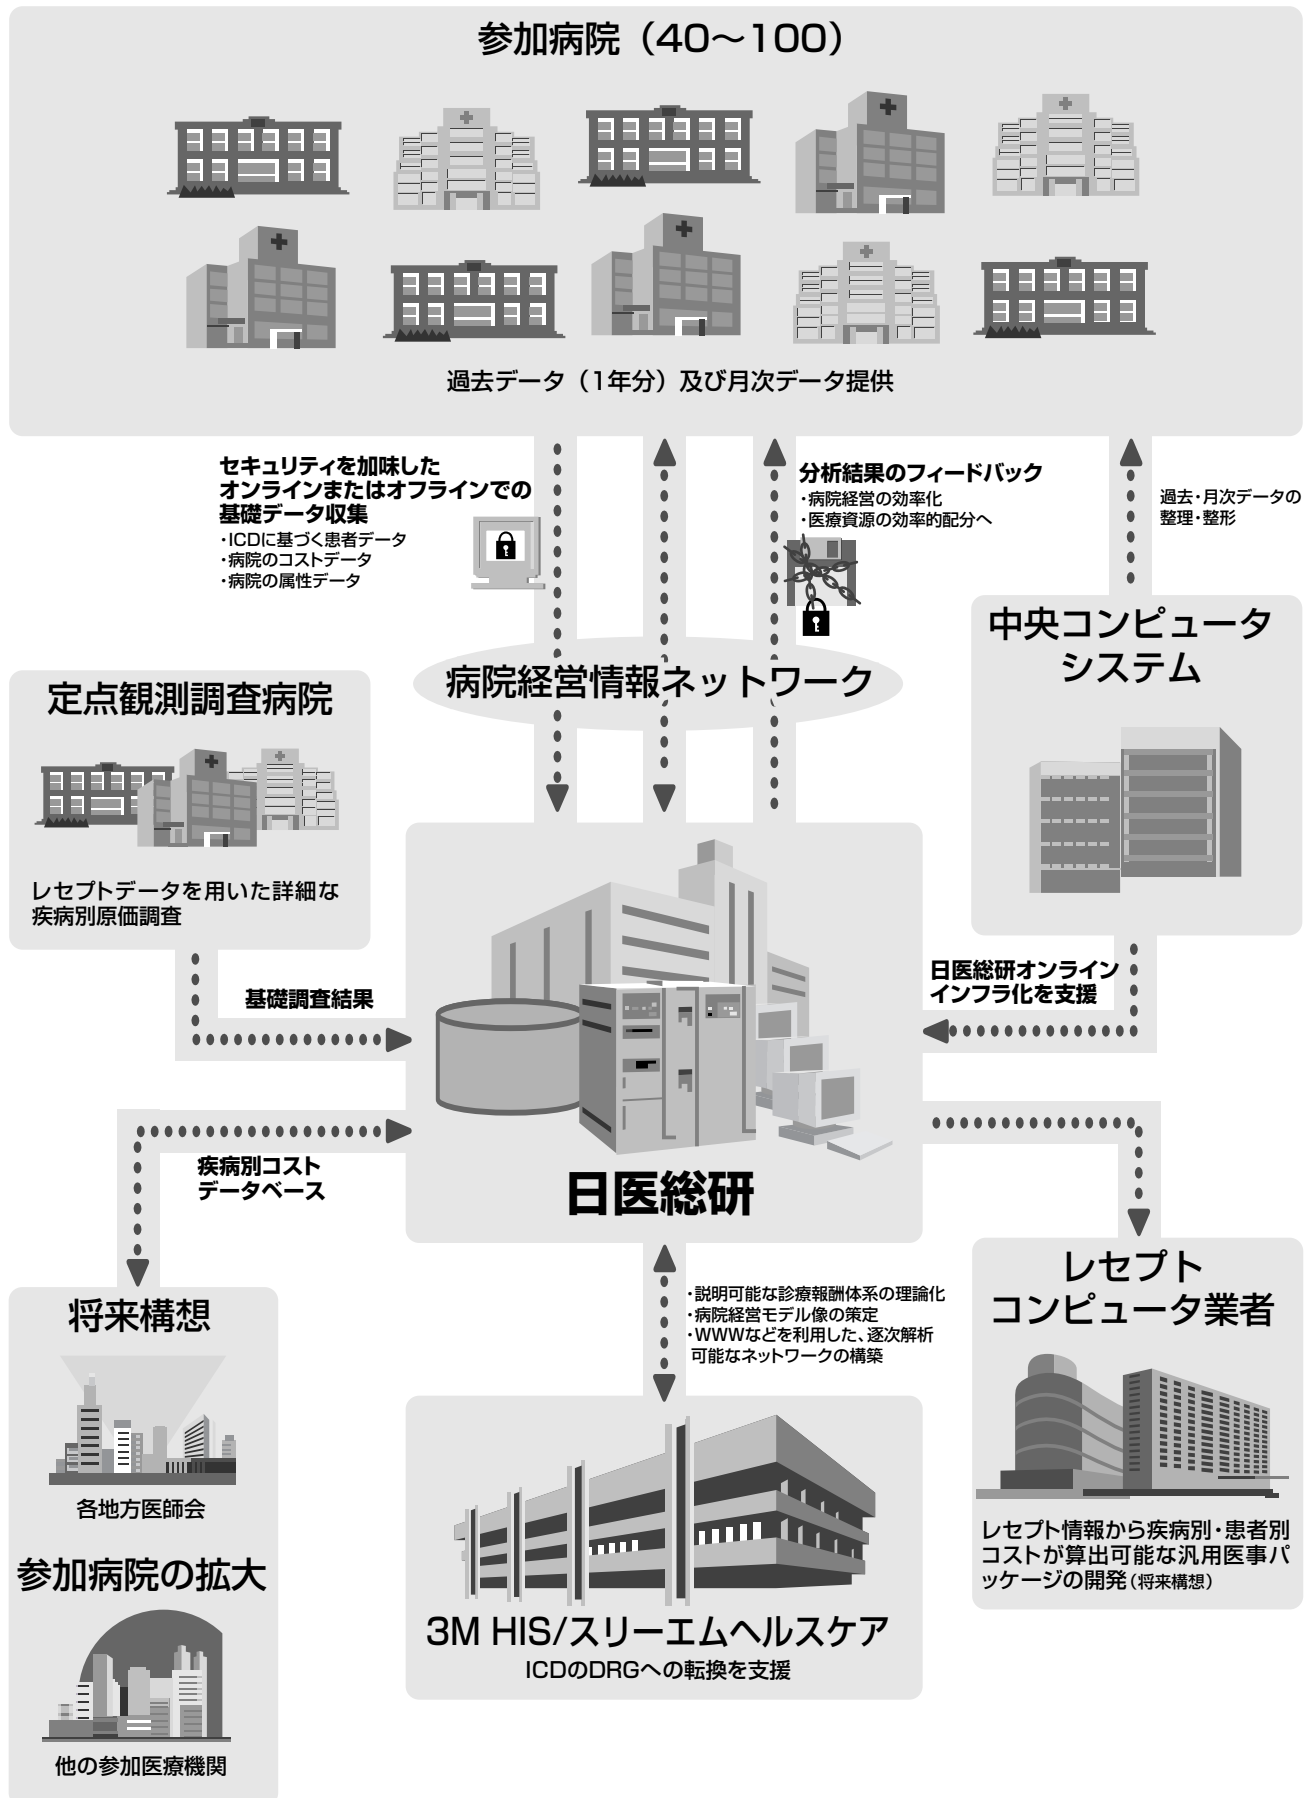 参加病院（40〜100）
過去データ（1年分）及び月次データ提供
セキュリティを加味した
オンラインまたはオフラインでの
基礎データ収集
・ICDに基づく患者データ
・病院のコストデータ
・病院の属性データ
分析結果のフィードバック
・病院経営の効率化
・医療資源の効率的配分へ
過去・月次データの
整理・整形
病院経営情報ネットワーク
中央コンピュータ
システム
定点観測調査病院
レセプトデータを用いた詳細な
疾病別原価調査
基礎調査結果
日医総研オンライン
インフラ化を支援
疾病別コスト
データベース
日医総研
・説明可能な診療報酬体系の理論化
・病院経営モデル像の策定
・WWWなどを利用した、逐次解析
可能なネットワークの構築
将来構想
各地方医師会
参加病院の拡大
他の参加医療機関
3M HIS/スリーエムヘルスケア
ICDのDRGへの転換を支援
レセプト
コンピュータ業者
レセプト情報から疾病別・患者別
コストが算出可能な汎用医事パ
ッケージの開発（将来構想）